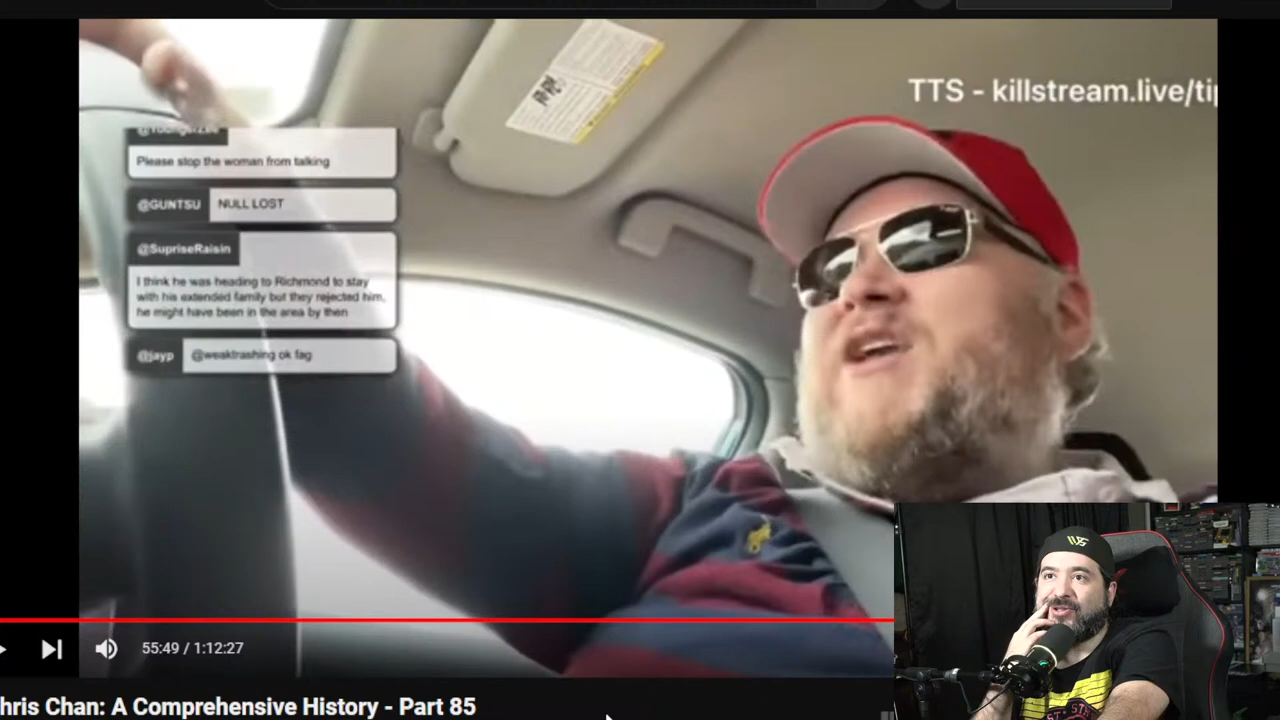 TTS - killstream.live/tip
Please stop the woman from talking
@GUNTSU NULL LOST
@SupriseRaisin
I think he was heading to Richmond to stay
with his extended family but they rejected him,
he might have been in the area by then
@jayp @weaktrashing ok fag
55:49 / 1:12:27
hris Chan: A Comprehensive History - Part 85